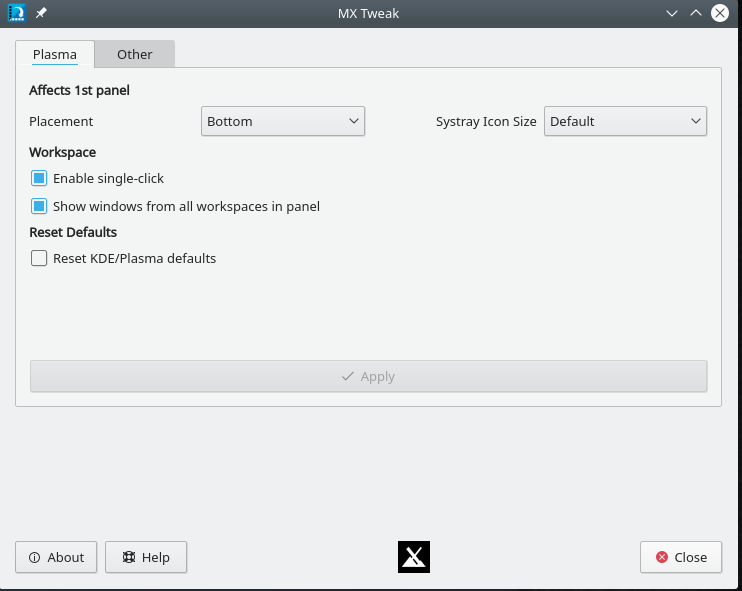 MX Tweak
Plasma Other
Affects 1st panel
Placement Bottom Systray Icon Size Default
Workspace
Enable single-click
Show windows from all workspaces in panel
Reset Defaults
Reset KDE/Plasma defaults
Apply
About Help Close